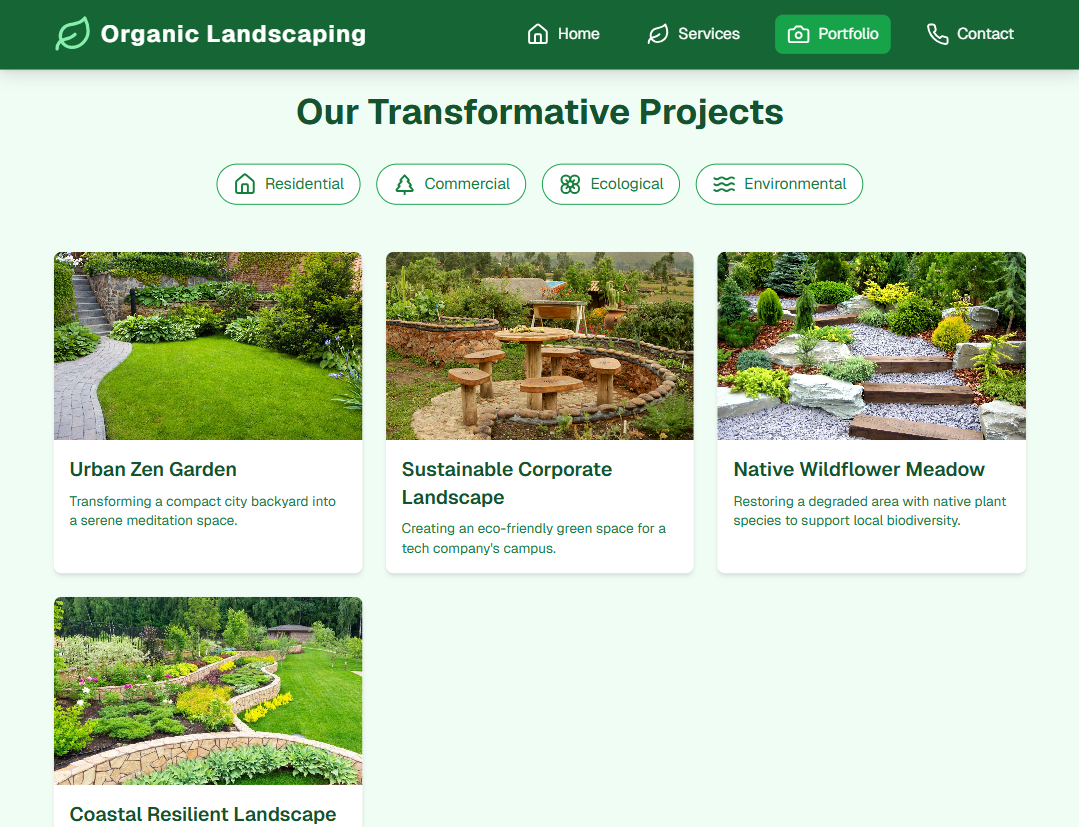 Organic Landscaping
Home
Services
Portfolio
Contact
Our Transformative Projects
Residential
Commercial
Ecological
Environmental
Urban Zen Garden
Transforming a compact city backyard into
a serene meditation space.
Sustainable Corporate
Landscape
Creating an eco-friendly green space for a
tech company's campus.
Native Wildflower Meadow
Restoring a degraded area with native plant
species to support local biodiversity.
Coastal Resilient Landscape